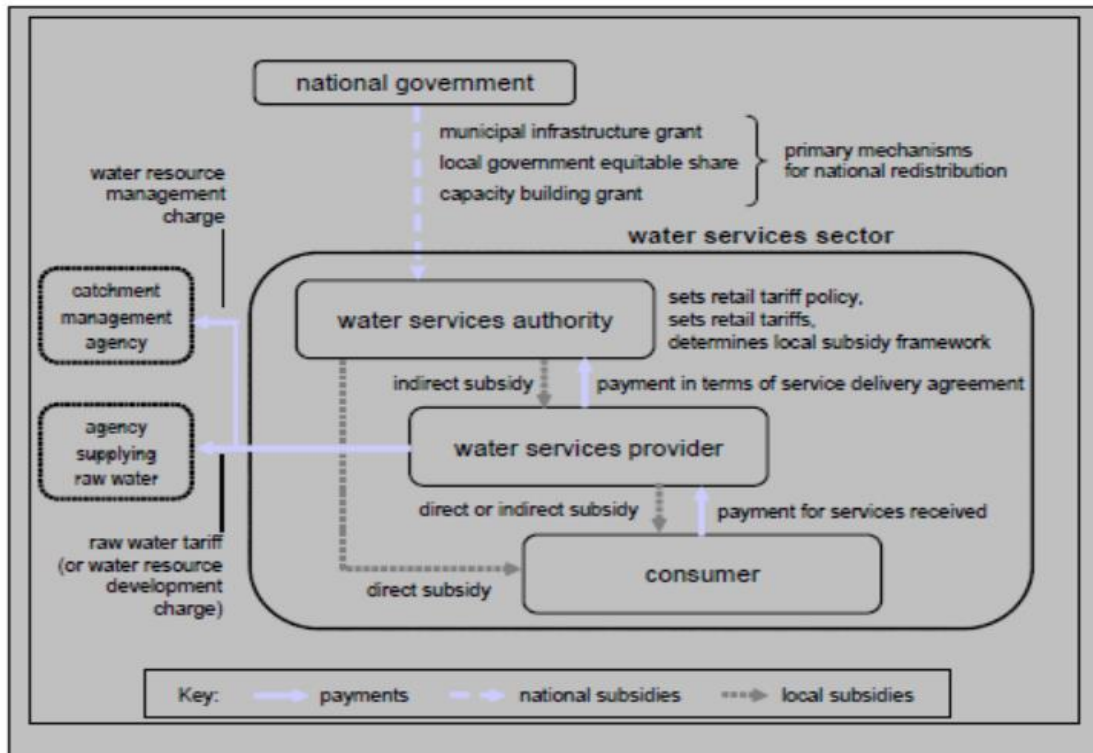 national government
municipal infrastructure grant
local government equitable share
capacity building grant
primary mechanisms
for national redistribution
water resource
management
charge
water services sector
catchment
management
agency
water services authority
sets retail tariff policy,
sets retail tariffs,
determines local subsidy framework
indirect subsidy
payment in terms of service delivery agreement
agency
supplying
raw water
water services provider
direct or indirect subsidy
payment for services received
raw water tariff
(or water resource
development
charge)
direct subsidy
consumer
Key:
payments
national subsidies
local subsidies